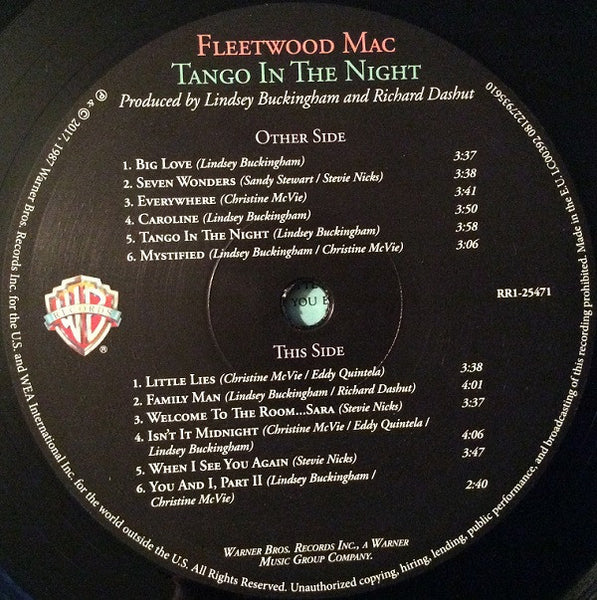 FLEETWOOD MAC
TANGO IN THE NIGHT
Produced by Lindsey Buckingham and Richard Dashut
OTHER SIDE
1. BIG LOVE (Lindsey Buckingham) 3:37
2. SEVEN WONDERS (Sandy Stewart / Stevie Nicks) 3:38
3. EVERYWHERE (Christine McVie) 3:41
4. CAROLINE (Lindsey Buckingham) 3:50
5. TANGO IN THE NIGHT (Lindsey Buckingham) 3:58
6. MYSTIFIED (Lindsey Buckingham / Christine McVie) 3:06
WB
RECORDS
®
YOU
RR1-25471
THIS SIDE
1. LITTLE LIES (Christine McVie / Eddy Quintela) 3:38
2. FAMILY MAN (Lindsey Buckingham / Richard Dashut) 4:01
3. WELCOME TO THE ROOM...SARA (Stevie Nicks) 3:37
4. ISN'T IT MIDNIGHT (Christine McVie / Eddy Quintela /
Lindsey Buckingham) 4:06
5. WHEN I SEE YOU AGAIN (Stevie Nicks) 3:47
6. YOU AND I, PART II (Lindsey Buckingham /
Christine McVie) 2:40
WARNER BROS. RECORDS INC., A WARNER
MUSIC GROUP COMPANY.
℗ & © 2017, 1987 Warner Bros. Records Inc. for the U.S. and WEA International Inc. for the world outside the U.S. All Rights Reserved. Unauthorized copying, hiring, lending, public performance, and broadcasting of this recording prohibited. Made in the E.U. LC00392 081227935610